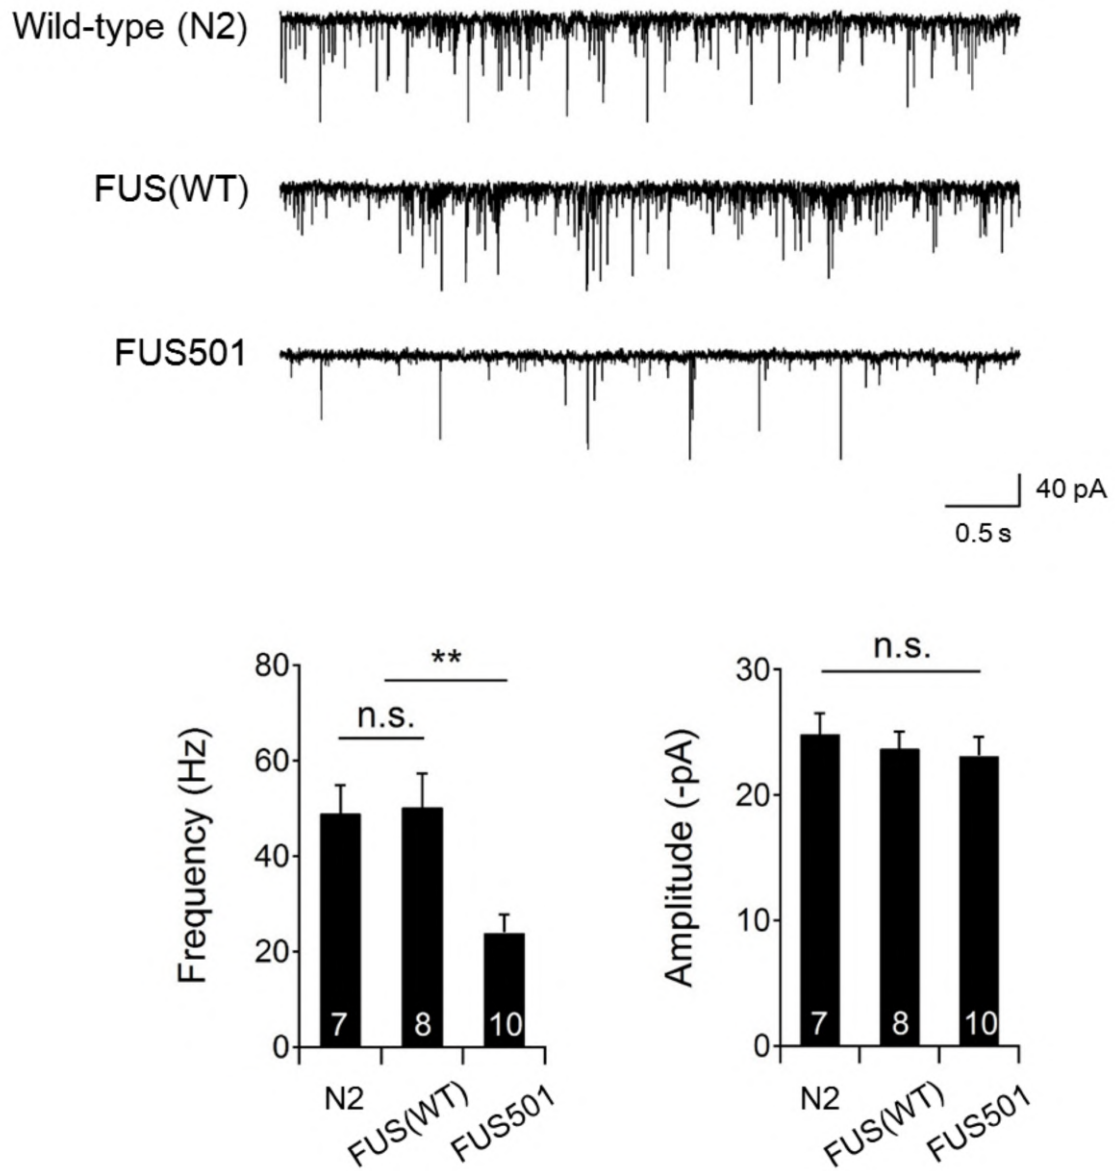 Wild-type (N2)
FUS(WT)
FUS501
40 pA
0.5 s
**
n.s.
80
60
40
20
0
Frequency (Hz)
7
8
10
N2
FUS(WT)
FUS501
n.s.
30
20
10
0
Amplitude (-pA)
7
8
10
N2
FUS(WT)
FUS501